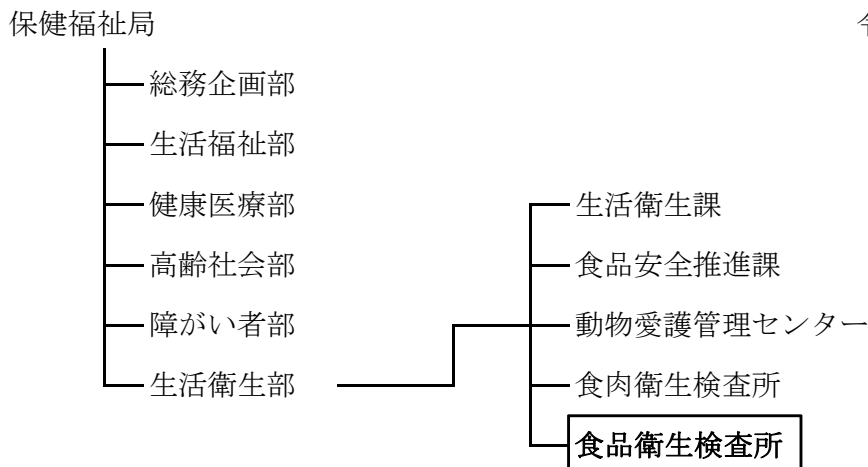 保健福祉局
総務企画部
生活福祉部
健康医療部
高齢社会部
障がい者部
生活衛生部
生活衛生課
食品安全推進課
動物愛護管理センター
食肉衛生検査所
食品衛生検査所